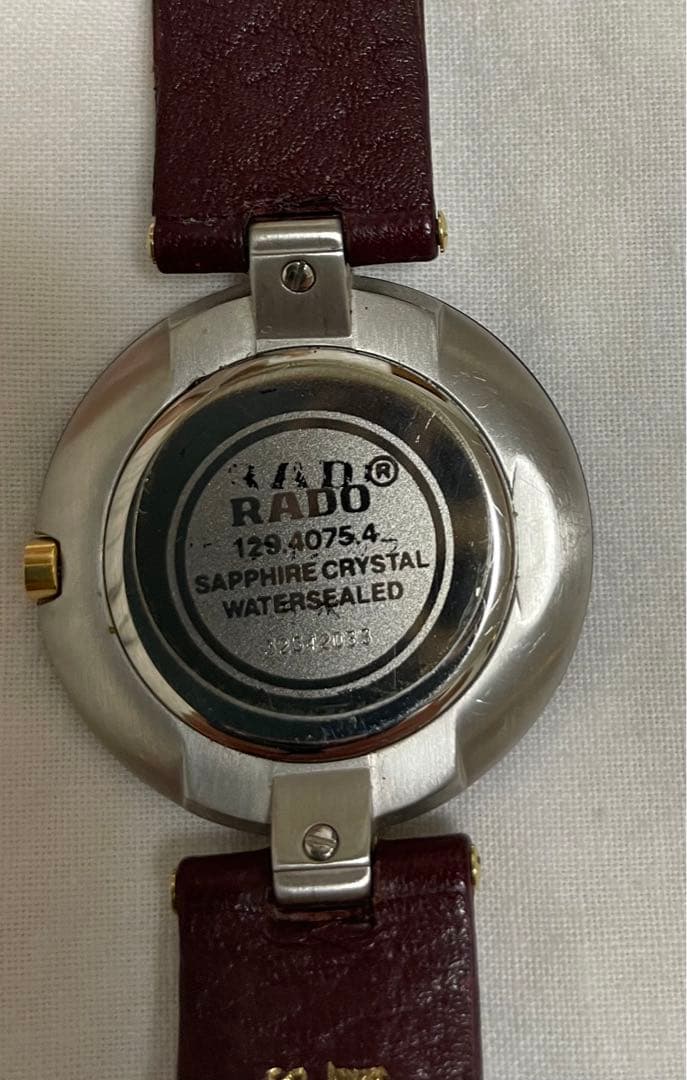 ®
RADO
129.4075.4
SAPPHIRE CRYSTAL
WATERSEALED